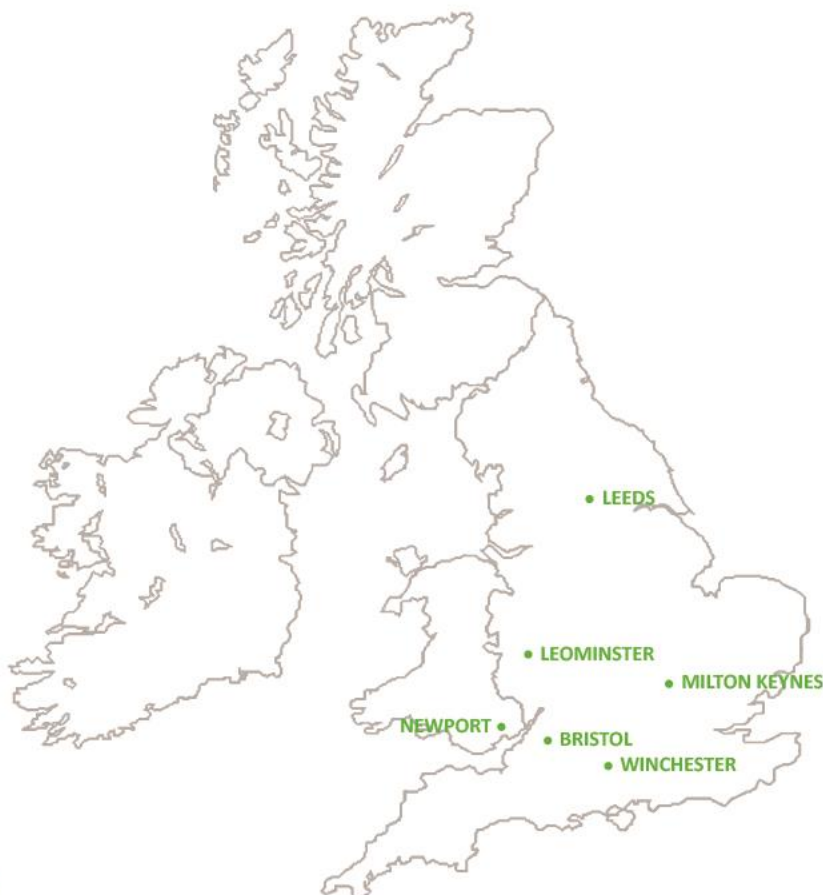 LEEDS
LEOMINSTER
MILTON KEYNES
NEWPORT
BRISTOL
WINCHESTER